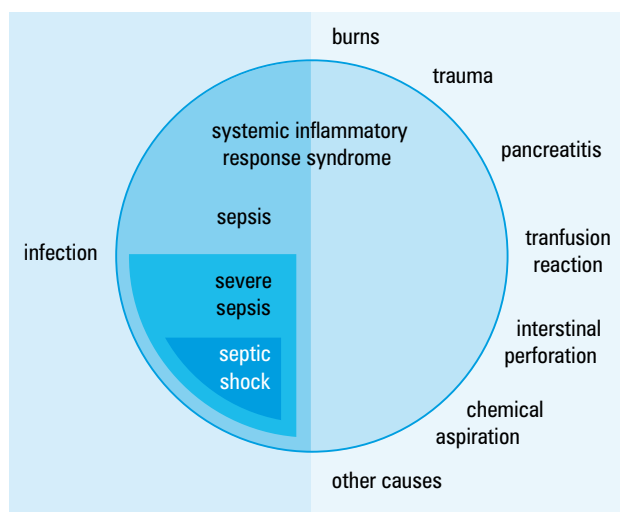 burns
trauma
systemic inflammatory
response syndrome
pancreatitis
sepsis
infection
tranfusion
reaction
severe
sepsis
interstinal
perforation
septic
shock
chemical
aspiration
other causes